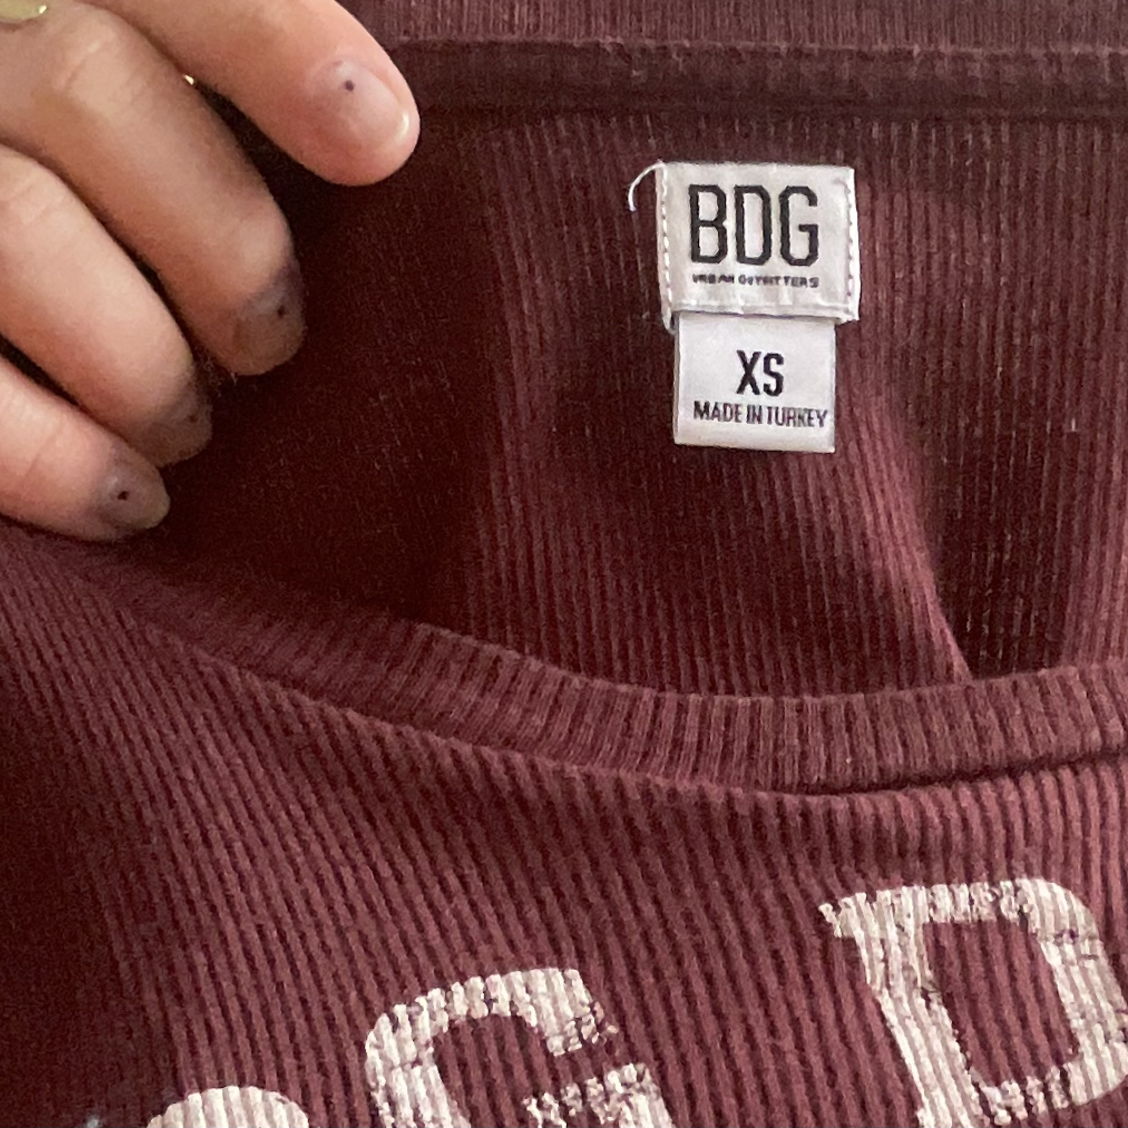 BDG
URBAN OUTFITTERS
XS
MADE IN TURKEY
G D